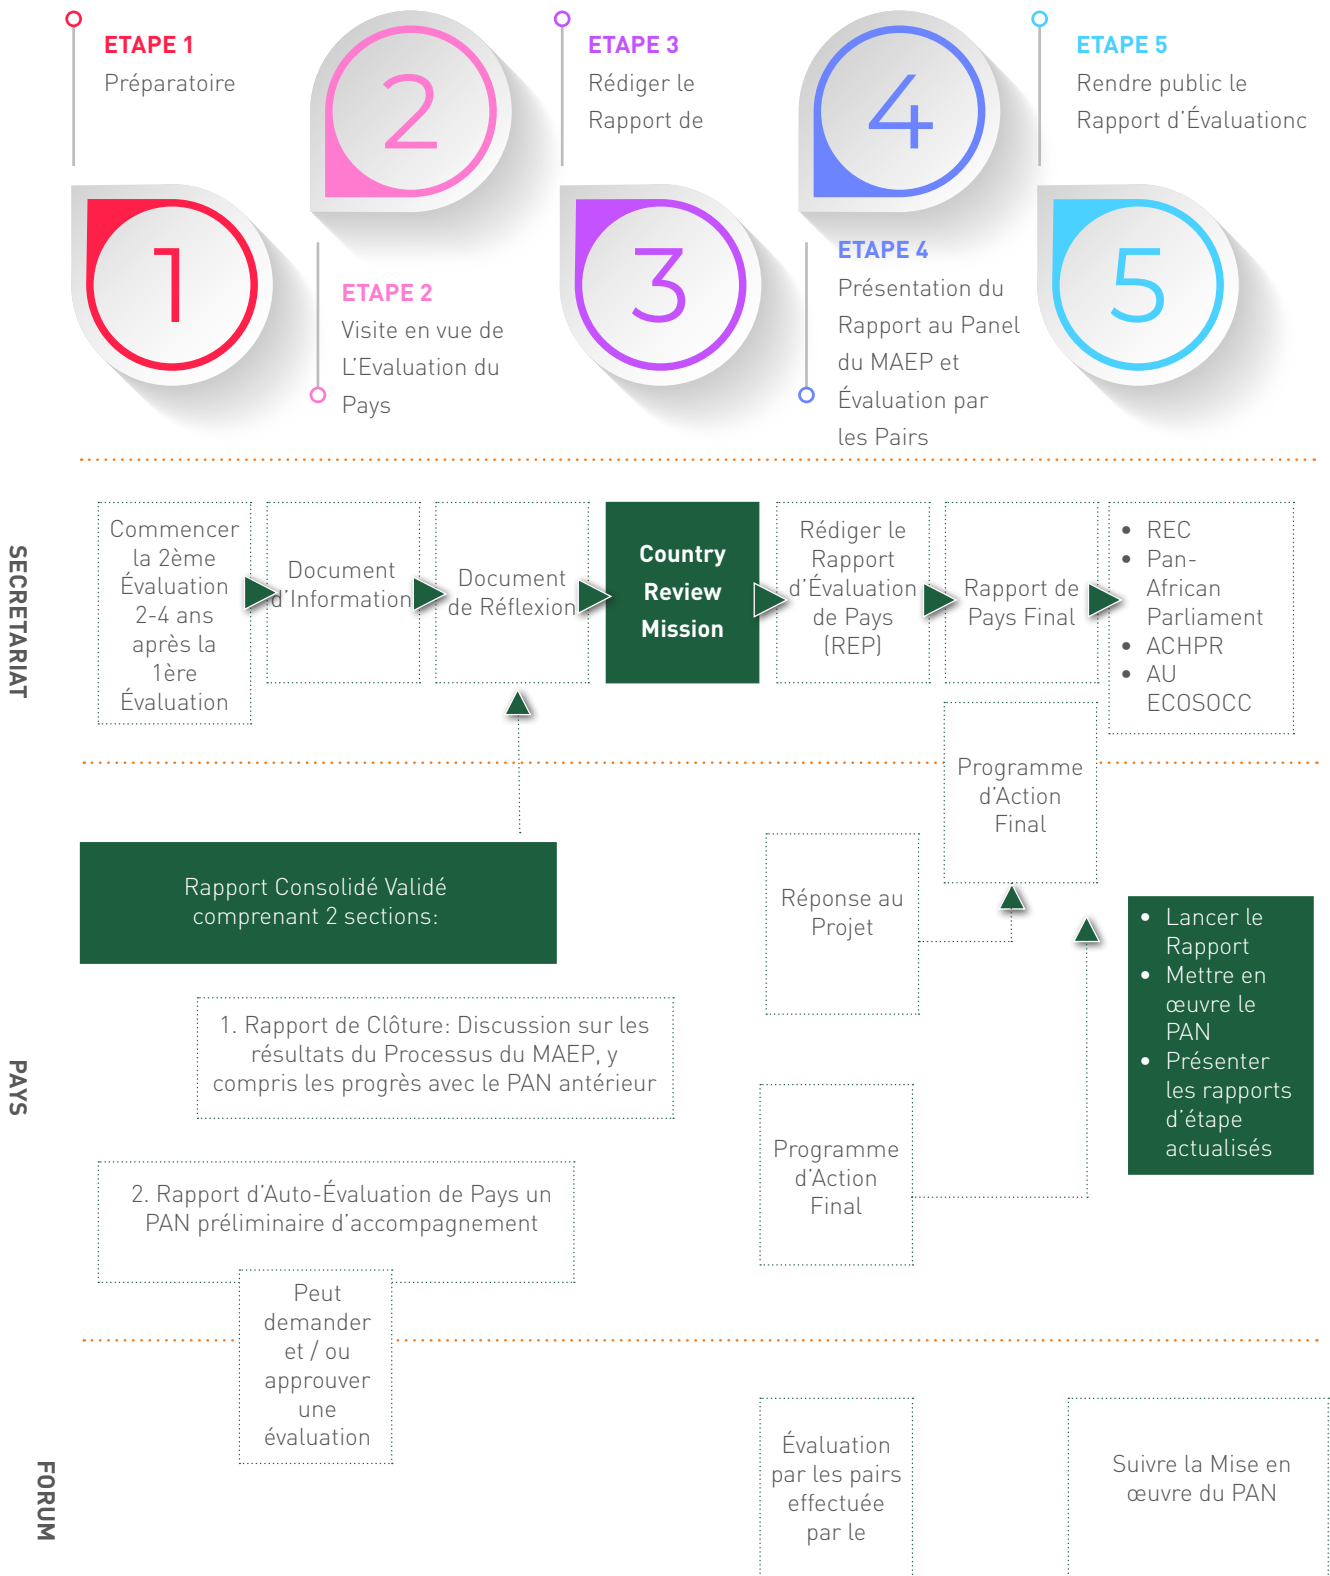 ETAPE 1
Préparatoire
1
2
ETAPE 2
Visite en vue de
L'Evaluation du
Pays
ETAPE 3
Rédiger le
Rapport de
3
4
ETAPE 4
Présentation du
Rapport au Panel
du MAEP et
Évaluation par
les Pairs
ETAPE 5
Rendre public le
Rapport d'Évaluationc
5
SECRETARIAT
Commencer
la 2ème
Évaluation
2-4 ans
après la
1ère
Évaluation
Document
d'Information
Document
de Réflexion
Country
Review
Mission
Rédiger le
Rapport
d'Évaluation
de Pays
(REP)
Rapport de
Pays Final
• REC
• Pan-
African
Parliament
• ACHPR
• AU
ECOSOCC
PAYS
Rapport Consolidé Validé
comprenant 2 sections:
1. Rapport de Clôture: Discussion sur les
résultats du Processus du MAEP, y
compris les progrès avec le PAN antérieur
2. Rapport d'Auto-Évaluation de Pays un
PAN préliminaire d'accompagnement
Réponse au
Projet
Programme
d'Action
Final
Programme
d'Action
Final
• Lancer le
Rapport
• Mettre en
œuvre le
PAN
• Présenter
les rapports
d'étape
actualisés
FORUM
Peut
demander
et / ou
approuver
une
évaluation
Évaluation
par les pairs
effectuée
par le
Suivre la Mise en
œuvre du PAN